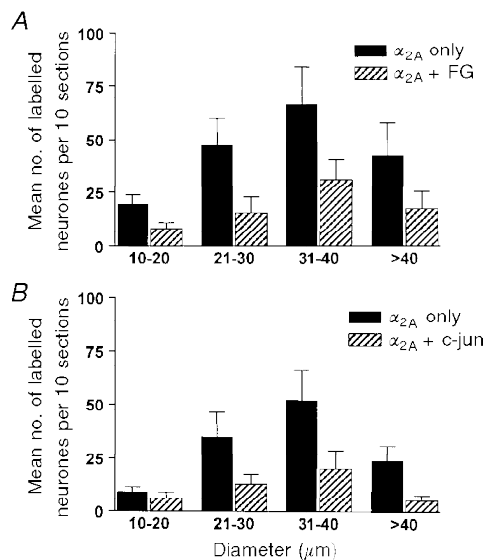 A
Mean no. of labelled
neurones per 10 sections
100
75
50
25
0
α2A only
α2A + FG
10-20
21-30
31-40
>40
B
Mean no. of labelled
neurones per 10 sections
100
75
50
25
0
α2A only
α2A + c-jun
10-20
21-30
31-40
>40
Diameter (μm)